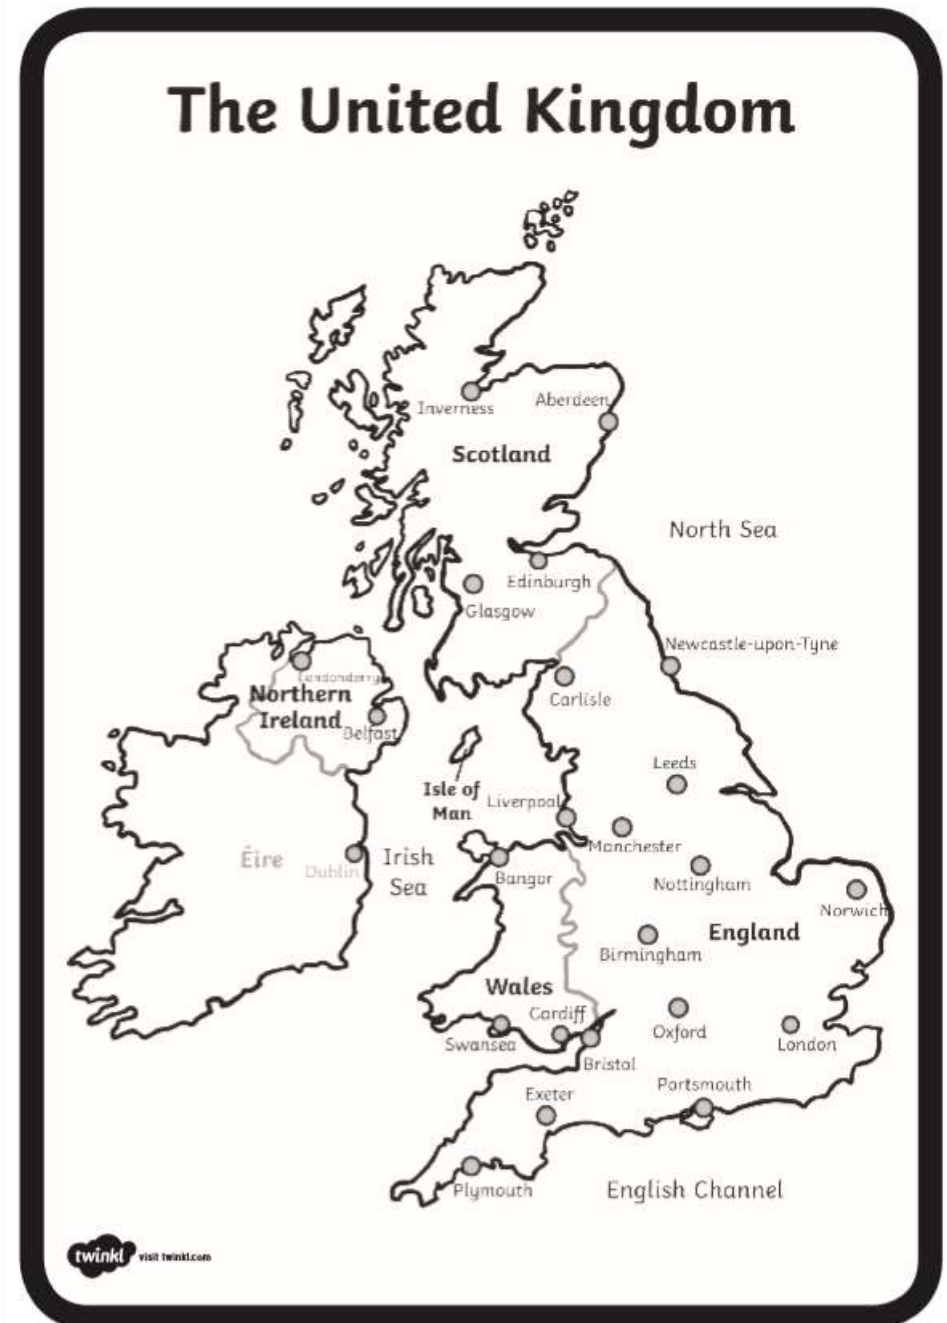 The United Kingdom
Inverness
Aberdeen
Scotland
North Sea
Edinburgh
Glasgow
Newcastle-upon-Tyne
Londonderry
Northern
Ireland
Belfast
Carlisle
Leeds
Isle of
Man
Liverpool
Manchester
Éire
Dublin
Irish
Sea
Bangor
Nottingham
Norwich
England
Birmingham
Wales
Cardiff
Swansea
Bristol
Oxford
London
Portsmouth
Exeter
Plymouth
English Channel
twinkl visit twinkl.com